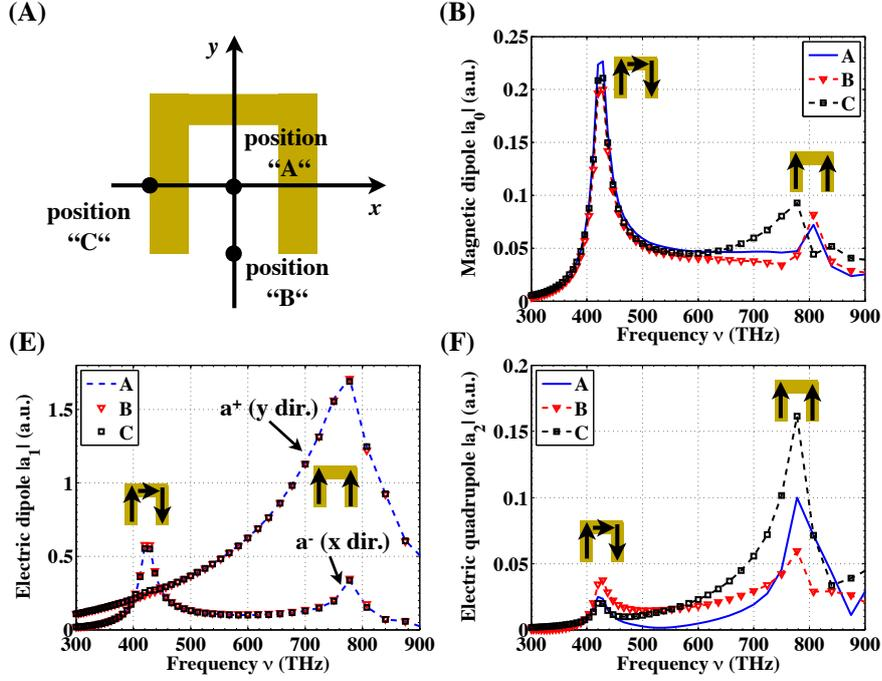 (A)
y
position
“A“
x
position
“C“
position
“B“
(B)
0.25
0.2
0.15
0.1
0.05
0
Magnetic dipole |a0| (a.u.)
A
B
C
300 400 500 600 700 800 900
Frequency ν (THz)
(E)
1.5
1
0.5
0
Electric dipole |a1| (a.u.)
A
B
C
a+ (y dir.)
a- (x dir.)
300 400 500 600 700 800 900
Frequency ν (THz)
(F)
0.2
0.15
0.1
0.05
0
Electric quadrupole |a2| (a.u.)
A
B
C
300 400 500 600 700 800 900
Frequency ν (THz)